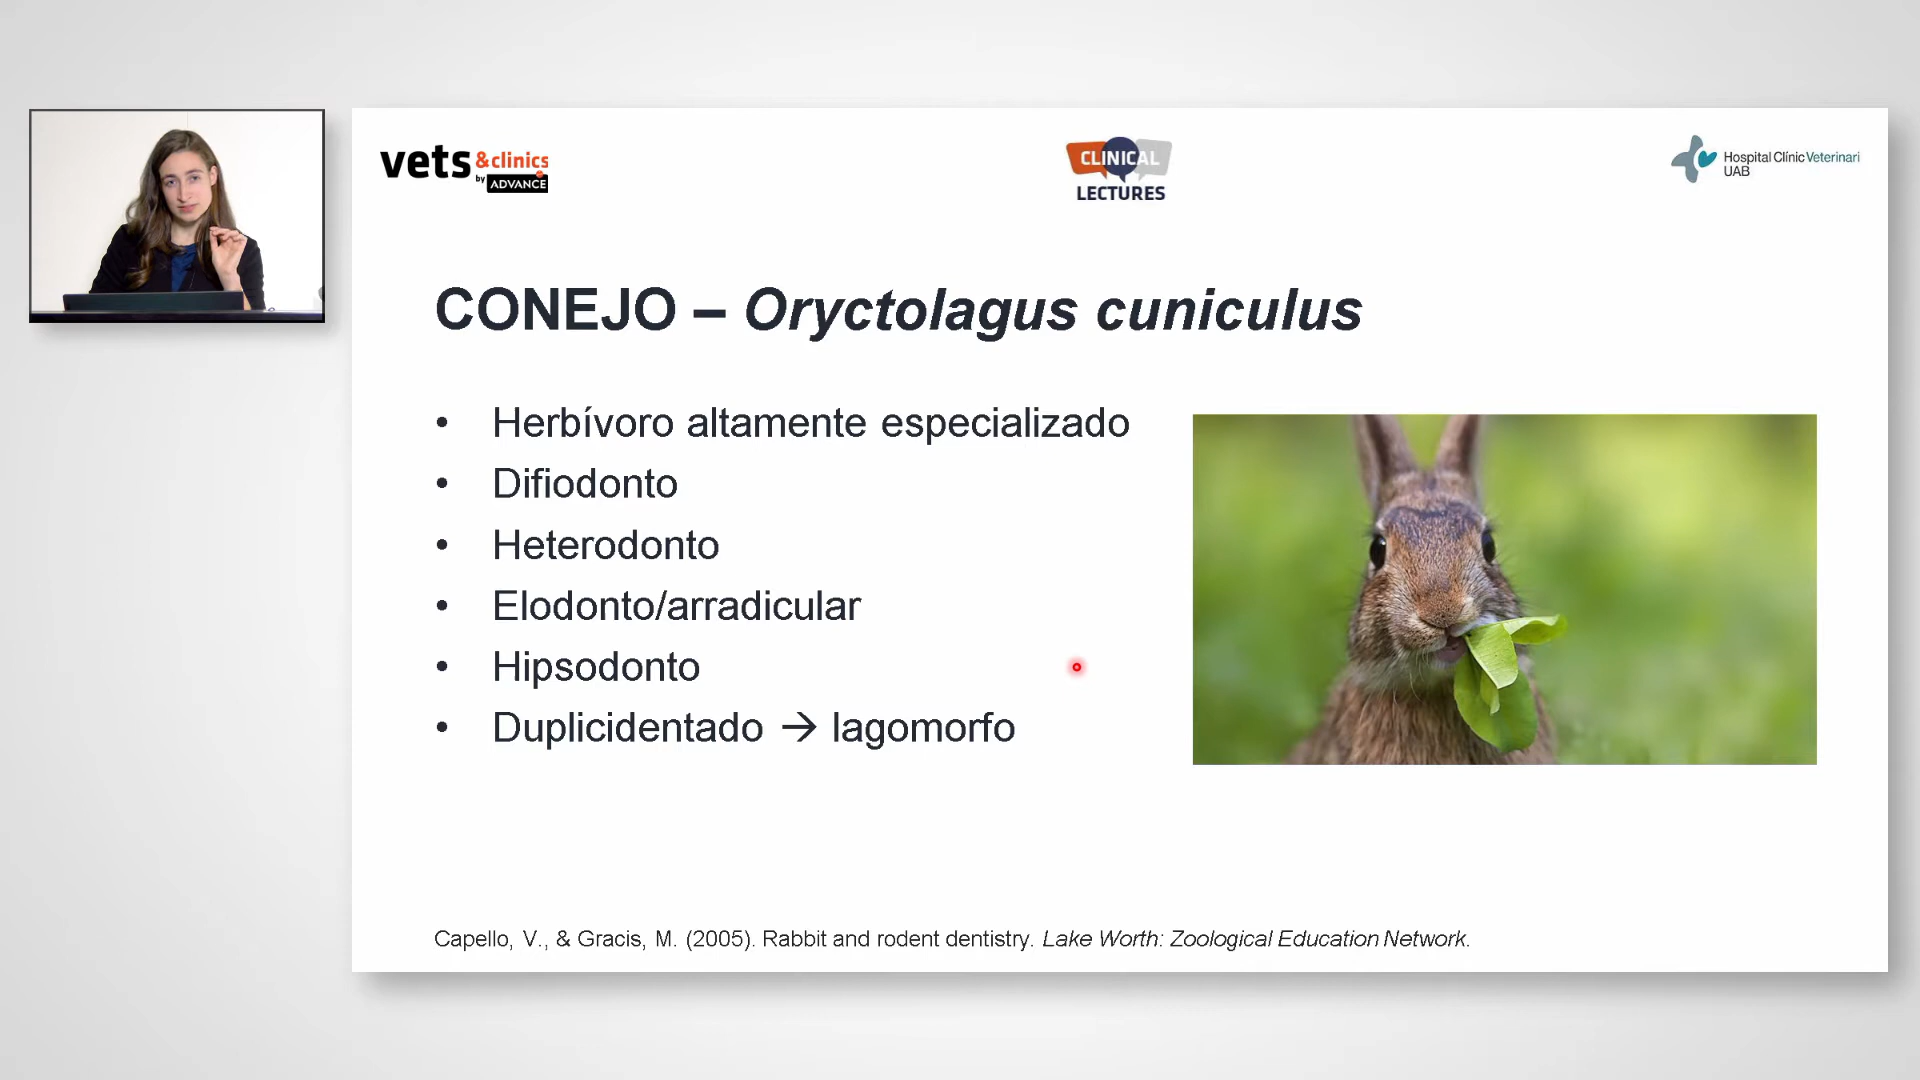 vets &clinics
by ADVANCE
CLINICAL
LECTURES
Hospital Clínic Veterinari
UAB
CONEJO – Oryctolagus cuniculus
• Herbívoro altamente especializado
• Difiodonto
• Heterodonto
• Elodonto/arradicular
• Hipsodonto
• Duplicidentado → lagomorfo
Capello, V., & Gracis, M. (2005). Rabbit and rodent dentistry. Lake Worth: Zoological Education Network.